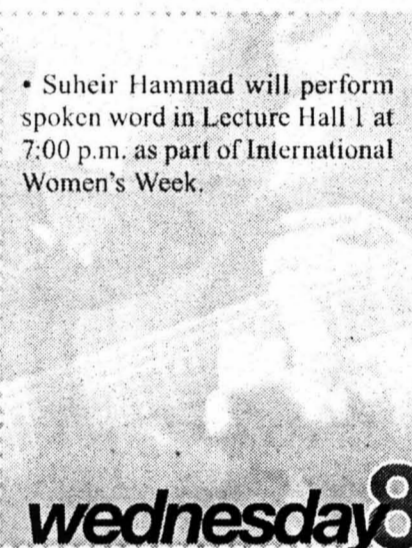 • Suheir Hammad will perform
spoken word in Lecture Hall 1 at
7:00 p.m. as part of International
Women's Week.
wednesday8